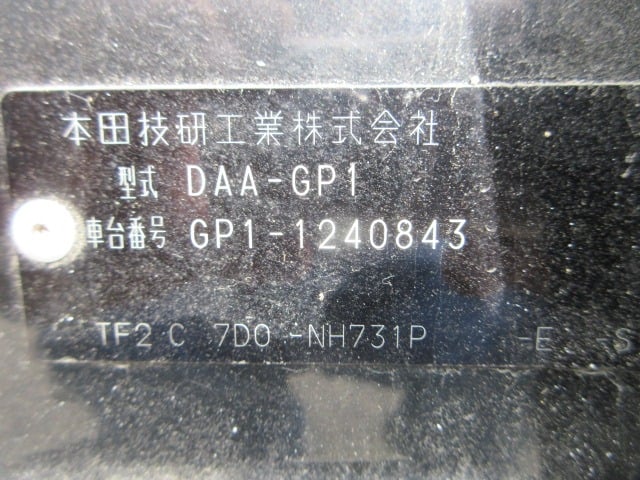 本田技研工業株式会社
型式 DAA-GP1
車台番号 GP1-1240843
TF2 C 7D0 -NH731P -E -S